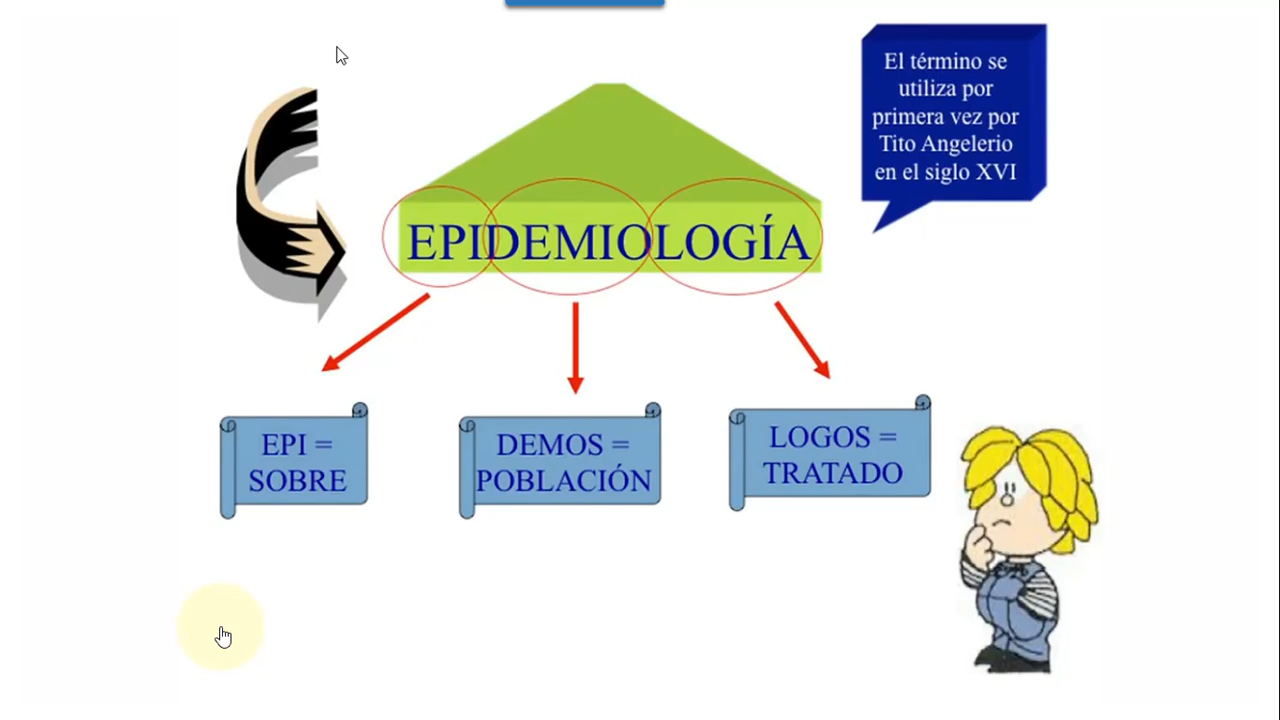 El término se
utiliza por
primera vez por
Tito Angelerio
en el siglo XVI
EPIDEMIOLOGÍA
EPI =
SOBRE
DEMOS =
POBLACIÓN
LOGOS =
TRATADO